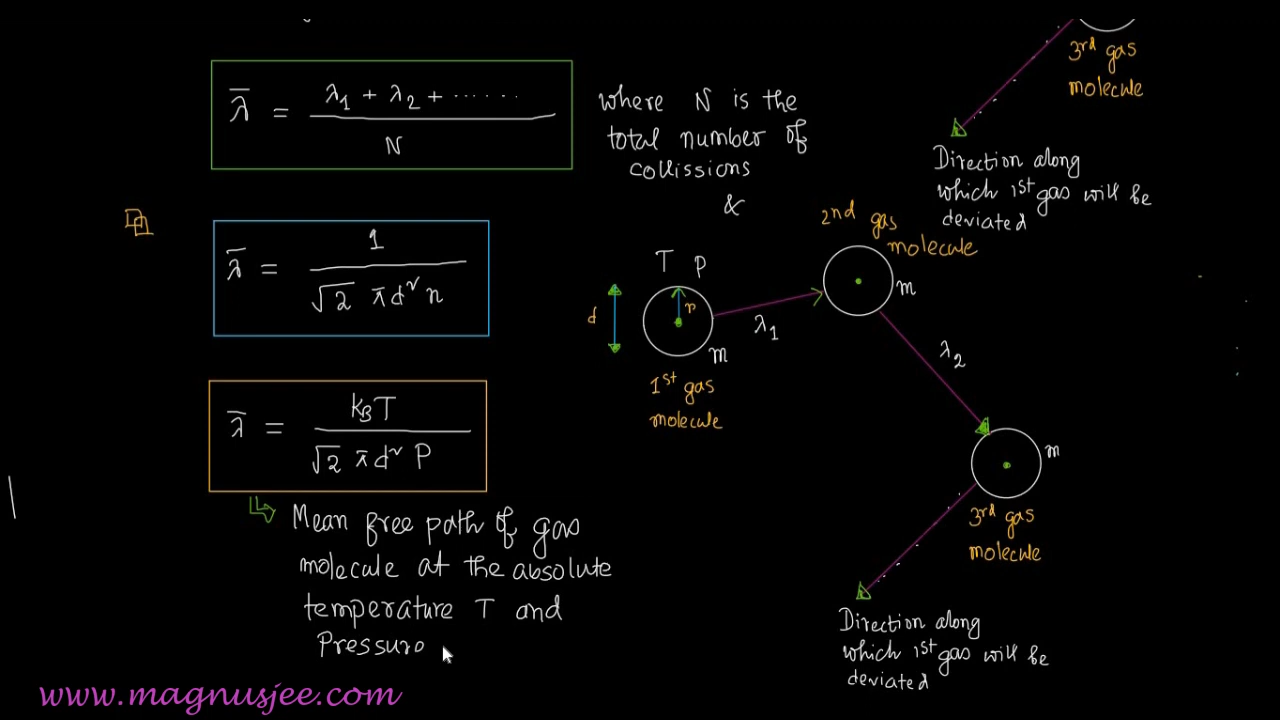 λ̄ = (λ1 + λ2 + ......) / N
where N is the
total number of
collissions
&
3rd gas
molecule
Direction along
which 1st gas will be
deviated
λ̄ = 1 / (√2 πd²n)
T P
d
r
m
1st gas
molecule
λ1
2nd gas
molecule
m
λ2
m
3rd gas
molecule
Direction along
which 1st gas will be
deviated
λ̄ = kBT / (√2 πd² P)
Mean free path of gas
molecule at the absolute
temperature T and
Pressure
www.magnusjee.com